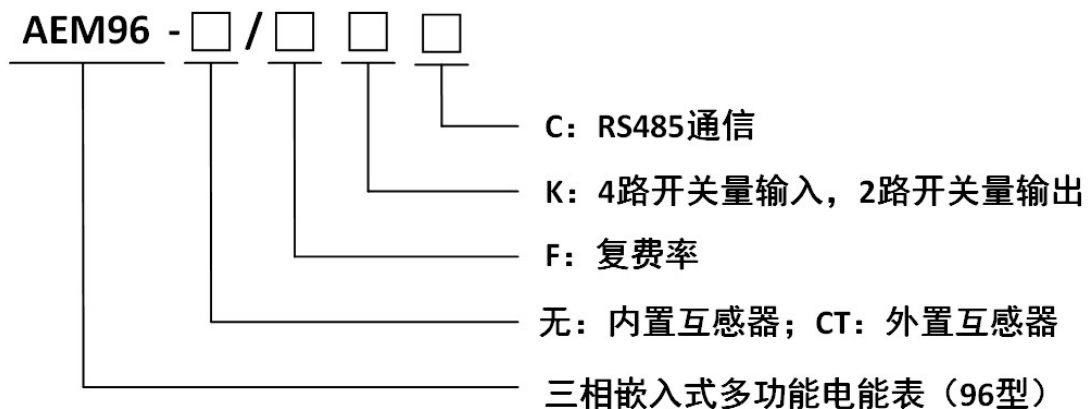 AEM96 - □ / □ □ □
C：RS485通信
K：4路开关量输入，2路开关量输出
F：复费率
无：内置互感器；CT：外置互感器
三相嵌入式多功能电能表（96型）